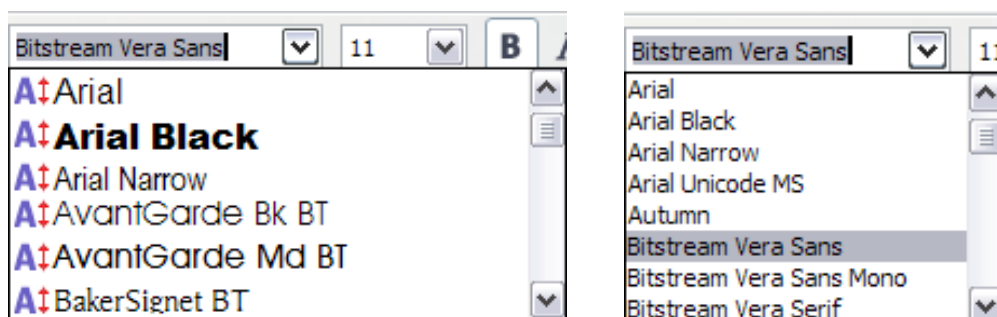 Bitstream Vera Sans 11 B
Arial
Arial Black
Arial Narrow
AvantGarde Bk BT
AvantGarde Md BT
BakerSignet BT
Bitstream Vera Sans 11
Arial
Arial Black
Arial Narrow
Arial Unicode MS
Autumn
Bitstream Vera Sans
Bitstream Vera Sans Mono
Bitstream Vera Serif